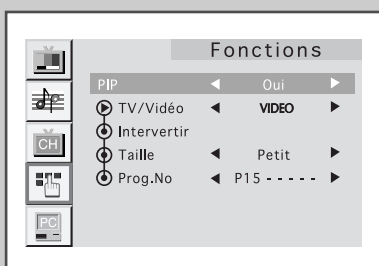 Fonctions
PIP ◀ Oui ▶
TV/Vidéo ◀ VIDEO ▶
Intervertir
CH
Taille ◀ Petit ▶
Prog.No ◀ P15 - - - - - ▶
PC